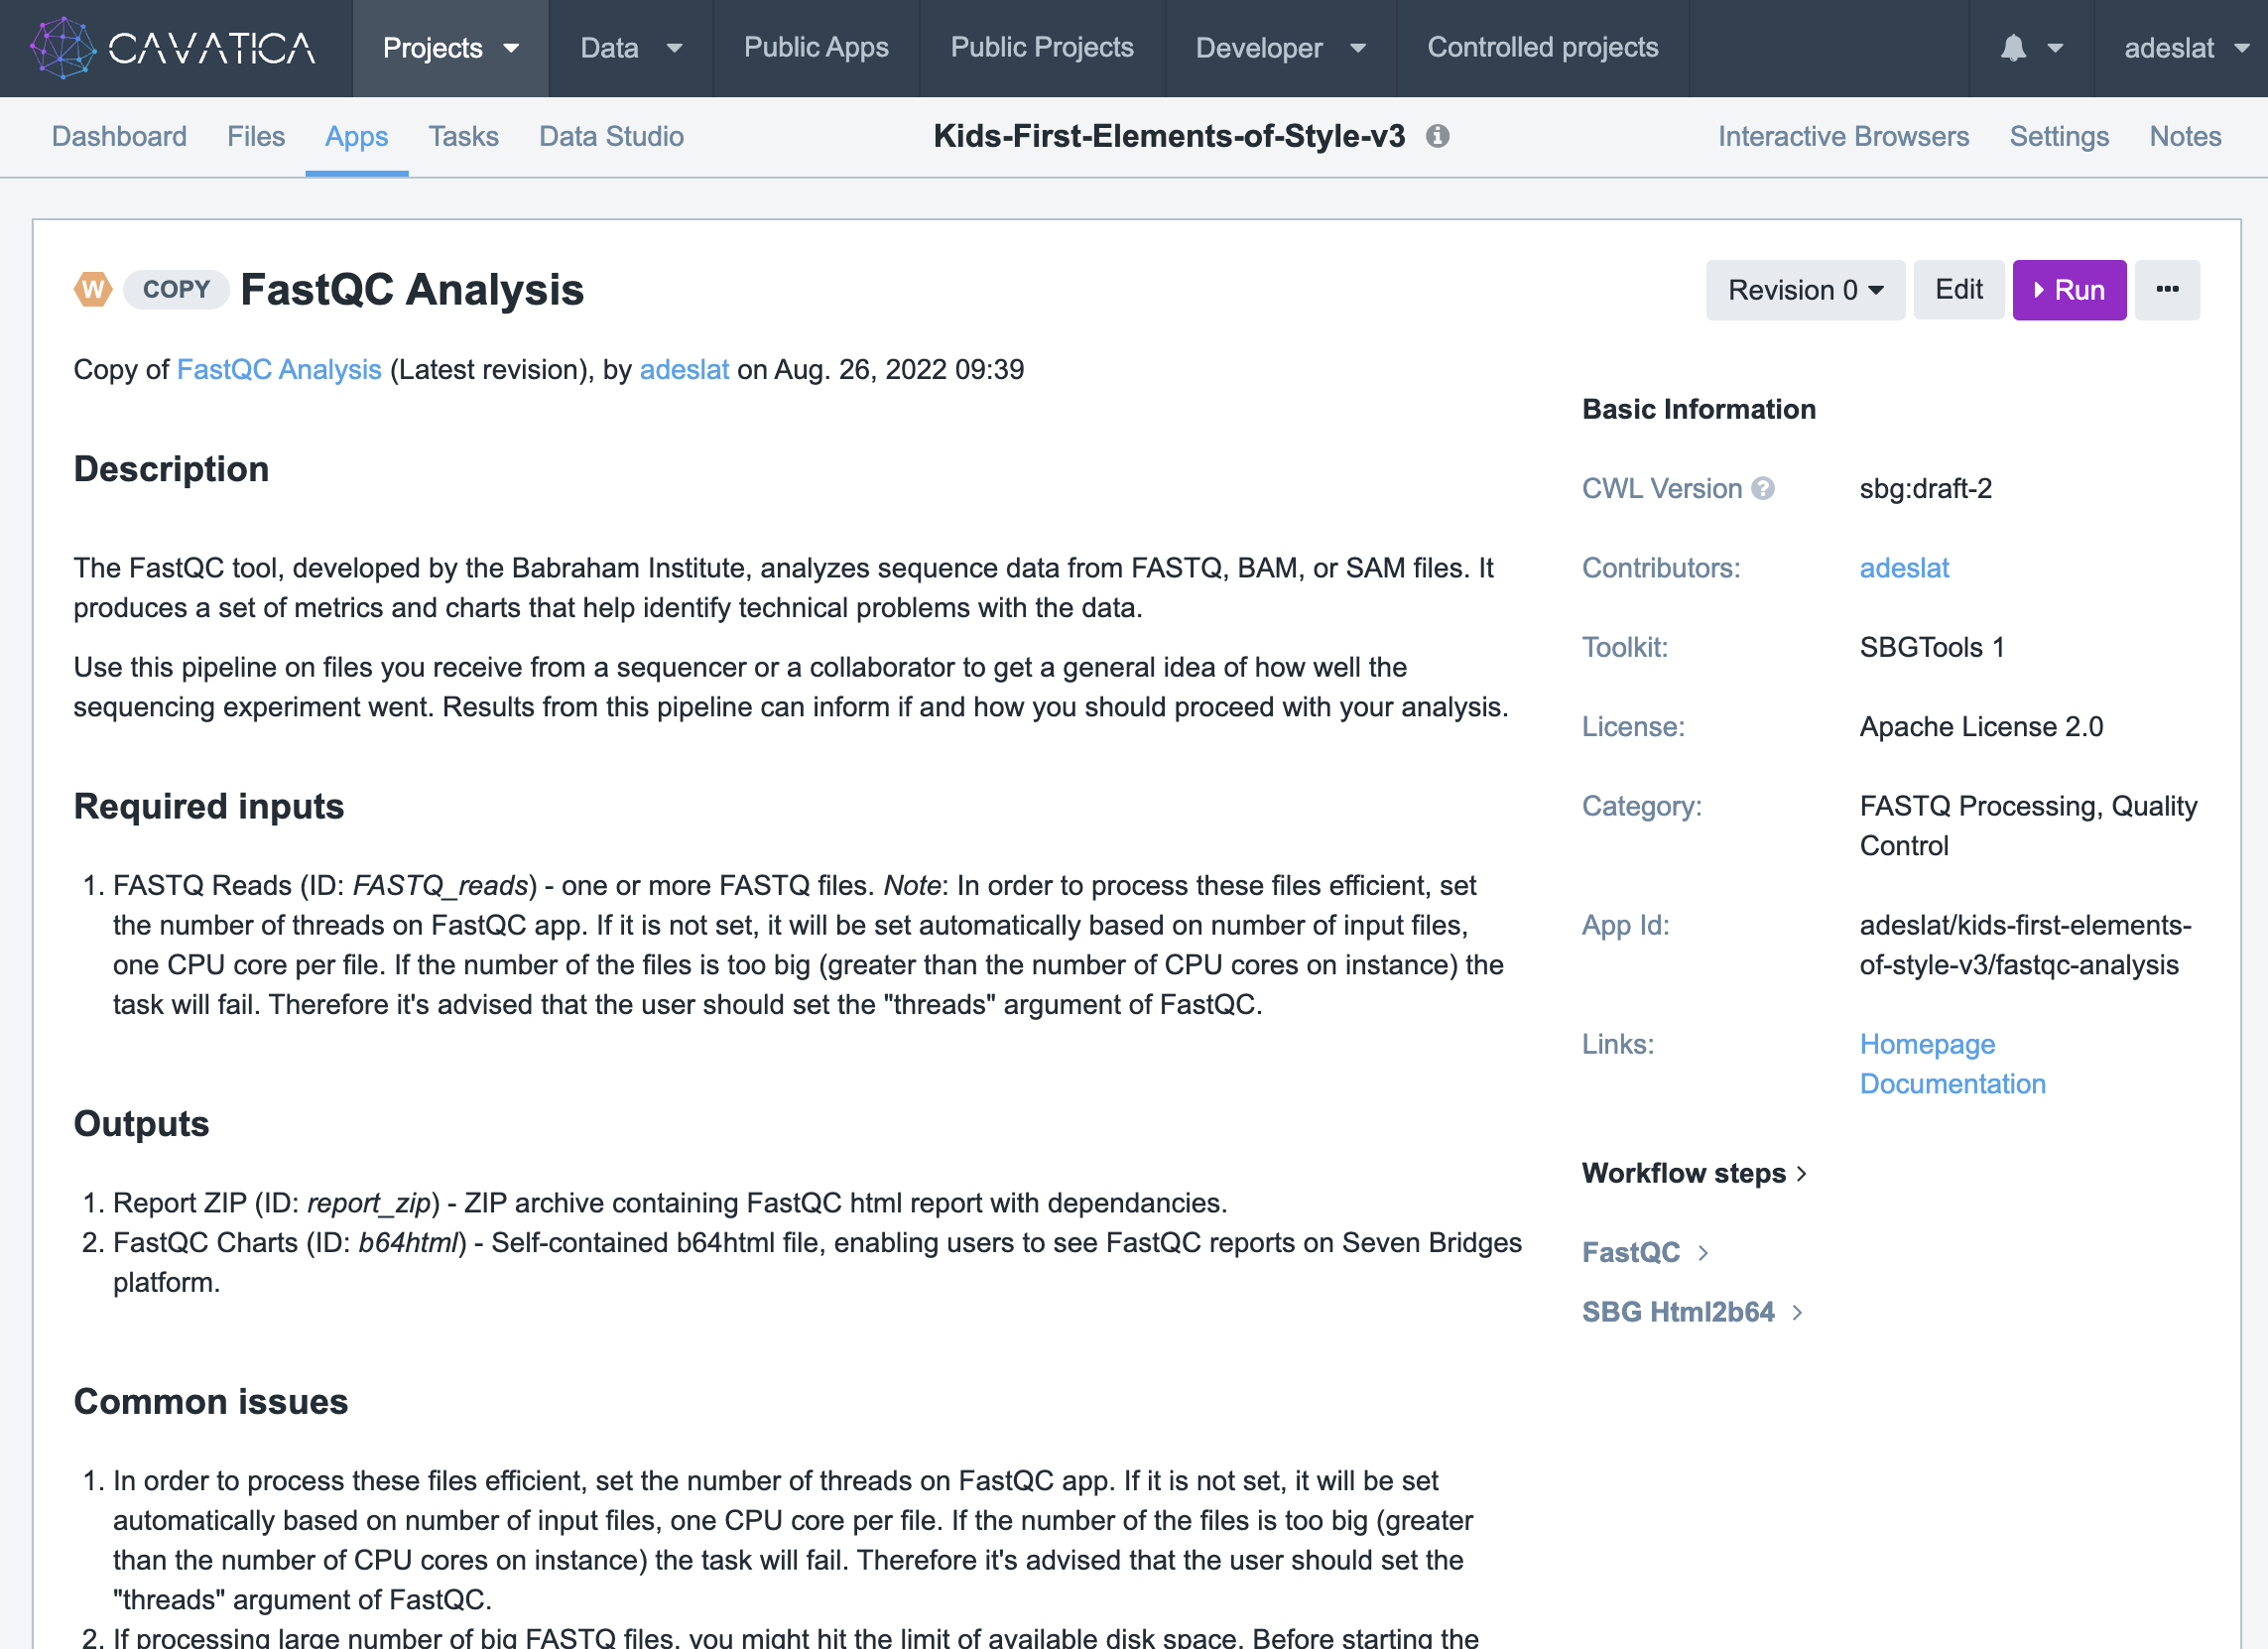 CAVATICA Projects Data Public Apps Public Projects Developer Controlled projects adeslat
Dashboard Files Apps Tasks Data Studio Kids-First-Elements-of-Style-v3 Interactive Browsers Settings Notes
W COPY FastQC Analysis Revision 0 Edit Run ...
Copy of FastQC Analysis (Latest revision), by adeslat on Aug. 26, 2022 09:39
Description
The FastQC tool, developed by the Babraham Institute, analyzes sequence data from FASTQ, BAM, or SAM files. It
produces a set of metrics and charts that help identify technical problems with the data.
Use this pipeline on files you receive from a sequencer or a collaborator to get a general idea of how well the
sequencing experiment went. Results from this pipeline can inform if and how you should proceed with your analysis.
Required inputs
1. FASTQ Reads (ID: FASTQ_reads) - one or more FASTQ files. Note: In order to process these files efficient, set
the number of threads on FastQC app. If it is not set, it will be set automatically based on number of input files,
one CPU core per file. If the number of the files is too big (greater than the number of CPU cores on instance) the
task will fail. Therefore it's advised that the user should set the "threads" argument of FastQC.
Outputs
1. Report ZIP (ID: report_zip) - ZIP archive containing FastQC html report with dependancies.
2. FastQC Charts (ID: b64html) - Self-contained b64html file, enabling users to see FastQC reports on Seven Bridges
platform.
Common issues
1. In order to process these files efficient, set the number of threads on FastQC app. If it is not set, it will be set
automatically based on number of input files, one CPU core per file. If the number of the files is too big (greater
than the number of CPU cores on instance) the task will fail. Therefore it's advised that the user should set the
"threads" argument of FastQC.
2. If processing large number of big FASTQ files, you might hit the limit of available disk space. Before starting the
Basic Information
CWL Version ? sbg:draft-2
Contributors: adeslat
Toolkit: SBGTools 1
License: Apache License 2.0
Category: FASTQ Processing, Quality
Control
App Id: adeslat/kids-first-elements-
of-style-v3/fastqc-analysis
Links: Homepage
Documentation
Workflow steps >
FastQC >
SBG Html2b64 >